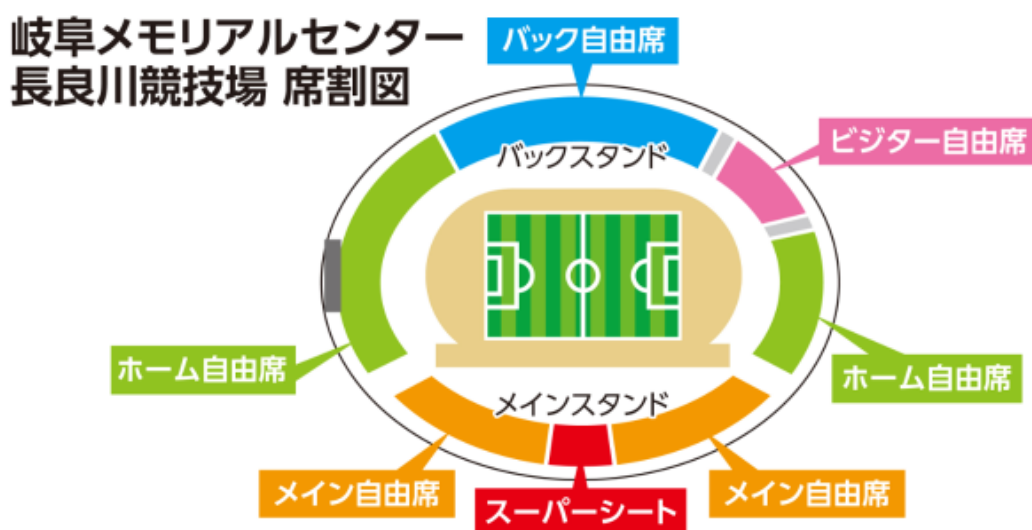 岐阜メモリアルセンター
長良川競技場 席割図
バック自由席
ビジター自由席
バックスタンド
ホーム自由席
ホーム自由席
メインスタンド
メイン自由席
スーパーシート
メイン自由席